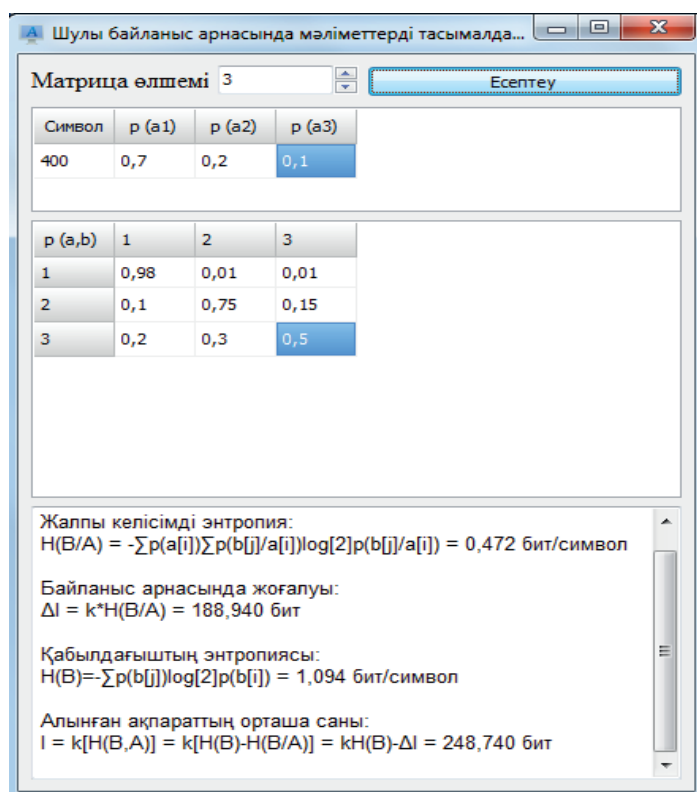 Шулы байланыс арнасында мәліметтерді тасымалда...
Матрица өлшемі 3 Есептеу
Символ p (a1) p (a2) p (a3)
400 0,7 0,2 0,1
p (a,b) 1 2 3
1 0,98 0,01 0,01
2 0,1 0,75 0,15
3 0,2 0,3 0,5
Жалпы келісімді энтропия:
H(B/A) = -∑p(a[i])∑p(b[j]/a[i])log[2]p(b[j]/a[i]) = 0,472 бит/символ
Байланыс арнасында жоғалуы:
ΔI = k*H(B/A) = 188,940 бит
Қабылдағыштың энтропиясы:
H(B)=-∑p(b[j])log[2]p(b[i]) = 1,094 бит/символ
Алынған ақпараттың орташа саны:
I = k[H(B,A)] = k[H(B)-H(B/A)] = kH(B)-ΔI = 248,740 бит